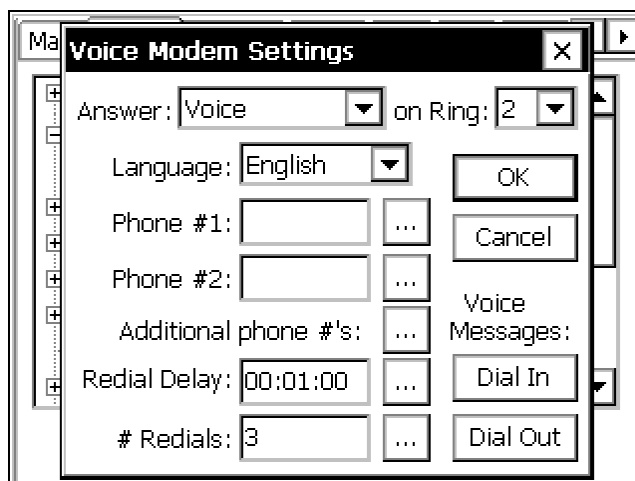 Ma
Voice Modem Settings
Answer: Voice on Ring: 2
Language: English
OK
Phone #1: ...
Cancel
Phone #2: ...
Additional phone #'s: ...
Voice
Messages:
Redial Delay: 00:01:00 ...
Dial In
# Redials: 3 ...
Dial Out